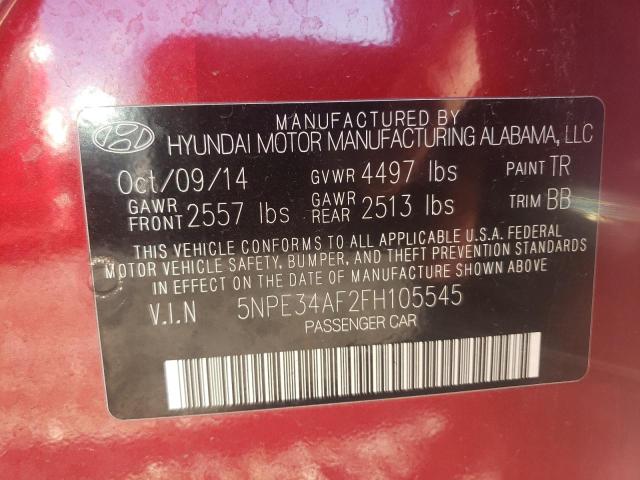 MANUFACTURED BY
HYUNDAI MOTOR MANUFACTURING ALABAMA, LLC
Oct/09/14 GVWR 4497 lbs PAINT TR
GAWR FRONT 2557 lbs GAWR REAR 2513 lbs TRIM BB
THIS VEHICLE CONFORMS TO ALL APPLICABLE U.S.A. FEDERAL
MOTOR VEHICLE SAFETY, BUMPER, AND THEFT PREVENTION STANDARDS
IN EFFECT ON THE DATE OF MANUFACTURE SHOWN ABOVE.
V.I.N 5NPE34AF2FH105545
PASSENGER CAR